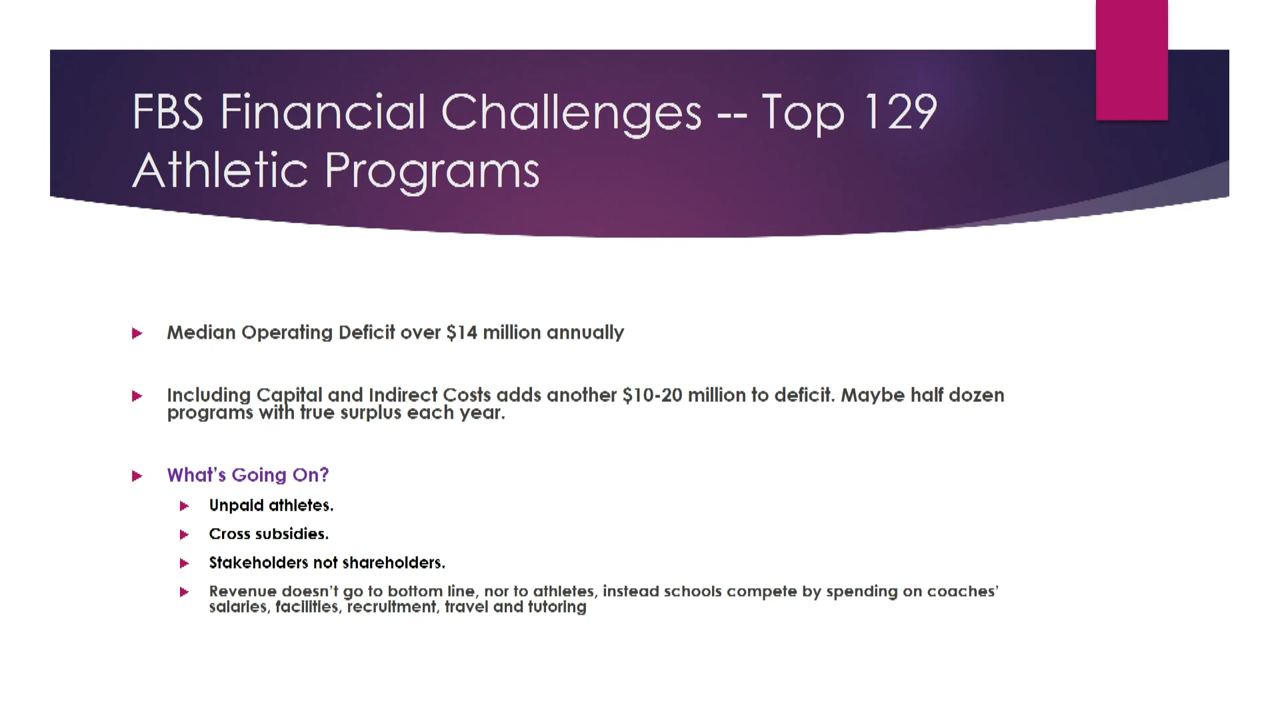 FBS Financial Challenges -- Top 129
Athletic Programs
Median Operating Deficit over $14 million annually
Including Capital and Indirect Costs adds another $10-20 million to deficit. Maybe half dozen
programs with true surplus each year.
What's Going On?
Unpaid athletes.
Cross subsidies.
Stakeholders not shareholders.
Revenue doesn't go to bottom line, nor to athletes, instead schools compete by spending on coaches'
salaries, facilities, recruitment, travel and tutoring